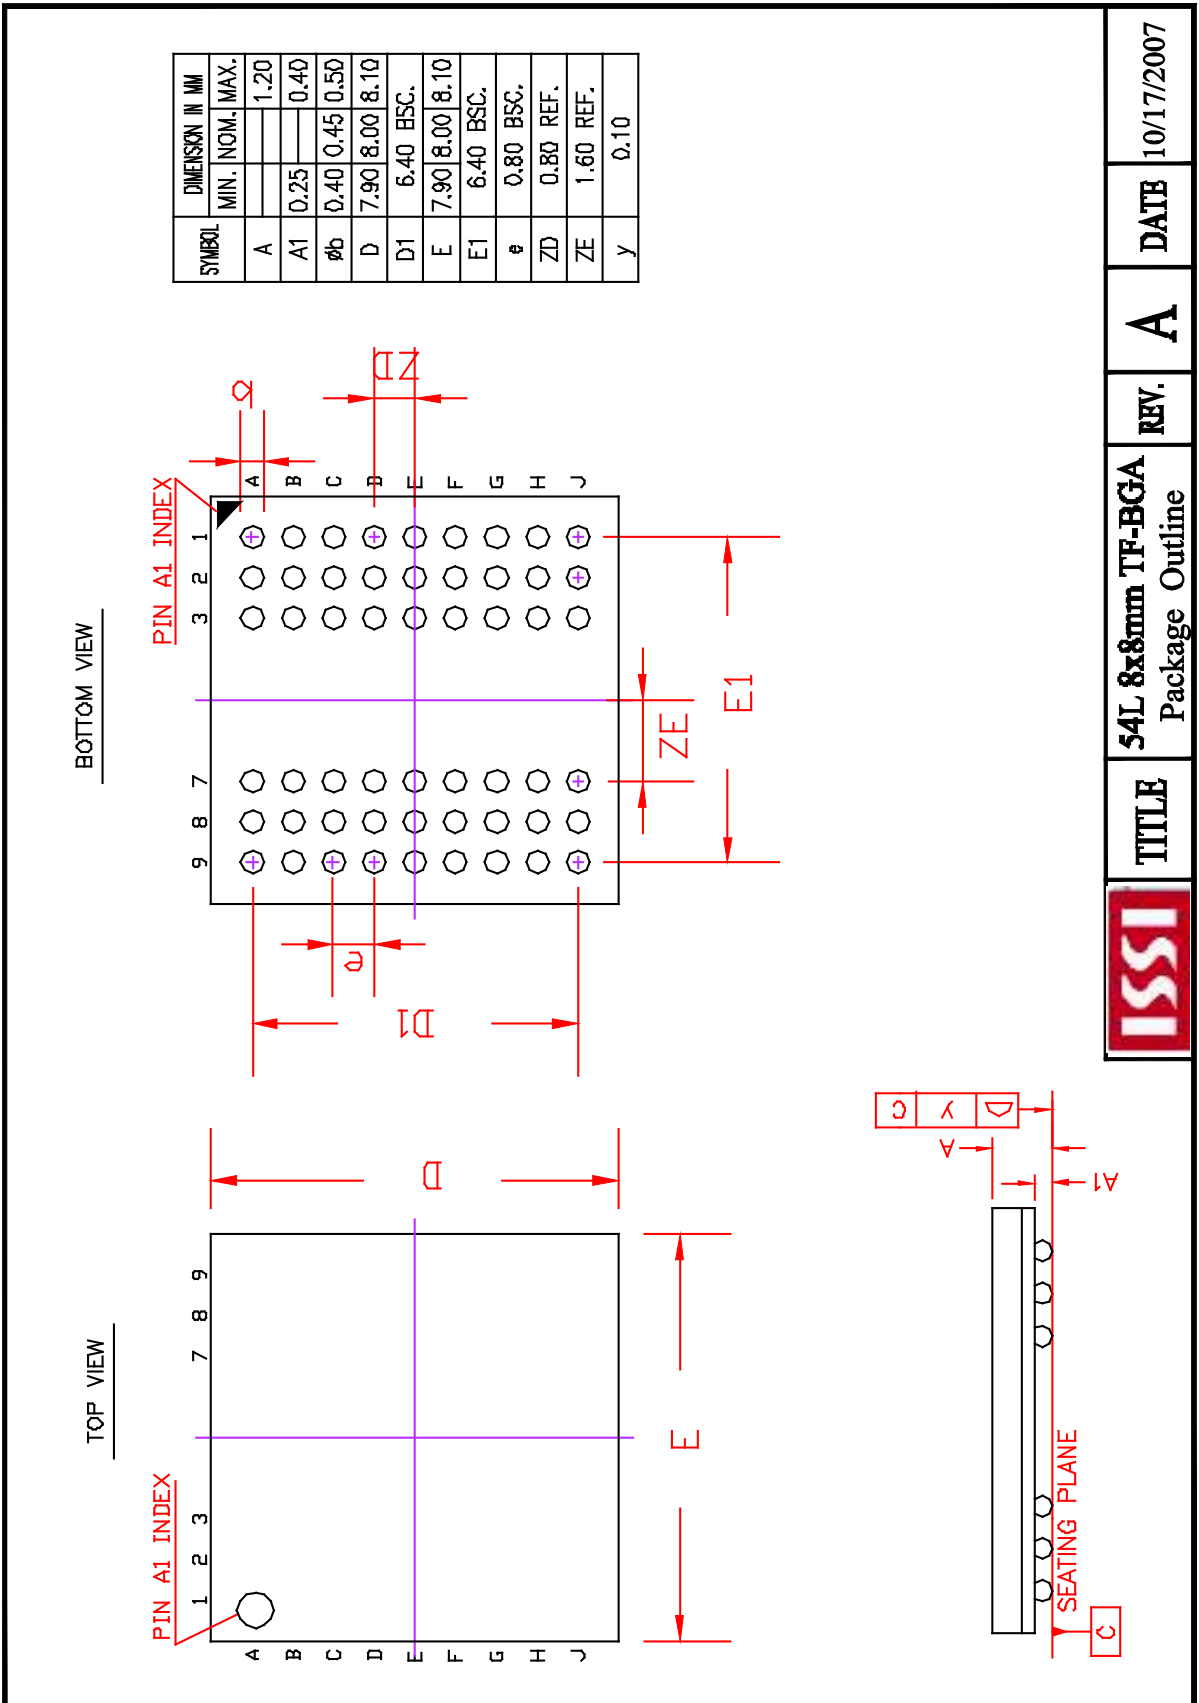 TOP VIEW
PIN A1 INDEX
1 2 3 7 8 9
A
B
C
D
E
F
G
H
J
E
D
BOTTOM VIEW
PIN A1 INDEX
9 8 7 3 2 1
A
B
C
D
E
F
G
H
J
b
e
D1
ZD
ZE
E1
SYMBOL DIMENSION IN MM
MIN. NOM. MAX.
A 1.20
A1 0.25 0.40
øb 0.40 0.45 0.50
D 7.90 8.00 8.10
D1 6.40 BSC.
E 7.90 8.00 8.10
E1 6.40 BSC.
e 0.80 BSC.
ZD 0.80 REF.
ZE 1.60 REF.
y 0.10
SEATING PLANE
C
A
A1
y C
ISSI
TITLE
54L 8x8mm TF-BGA
Package Outline
REV.
A
DATE
10/17/2007